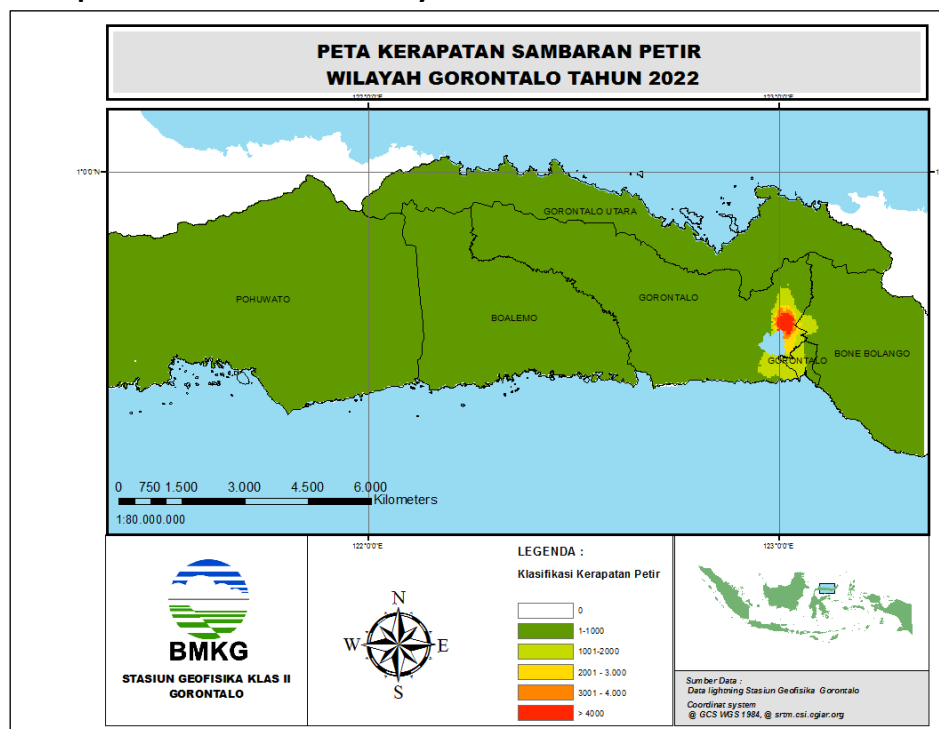 PETA KERAPATAN SAMBARAN PETIR
WILAYAH GORONTALO TAHUN 2022
123°0'0"E
1°0'0"N
GORONTALO UTARA
POHUWATO
BOALEMO
GORONTALO
GORONTALO
BONE BOLANGO
0 750 1.500 3.000 4.500 6.000
Kilometers
1:80.000.000
122°0'0"E
123°0'0"E
BMKG
STASIUN GEOFISIKA KLAS II
GORONTALO
N
W E
S
LEGENDA :
Klasifikasi Kerapatan Petir
0
1-1000
1001-2000
2001 - 3.000
3001 - 4.000
> 4000
Sumber Data :
Data lightning Stasiun Geofisika Gorontalo
Coordinat system
@ GCS WGS 1984, @ srtm.csi.cgiar.org